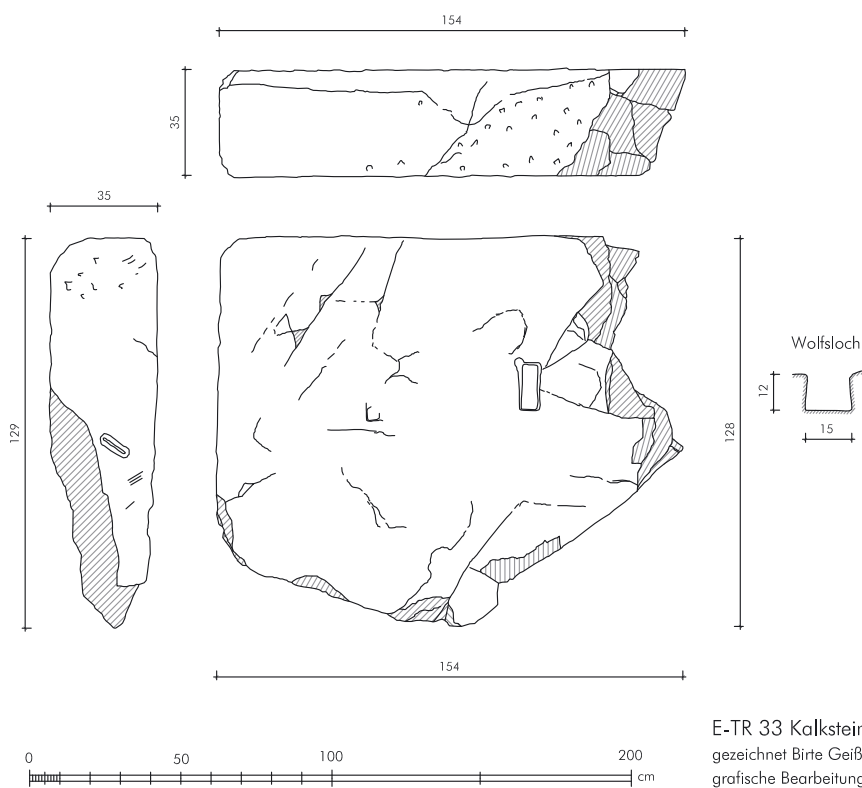 154
35
35
129
128
Wolfsloch
12
15
154
0 50 100 200
cm
E-TR 33 Kalkstein
gezeichnet Birte
grafische Bearbeitung